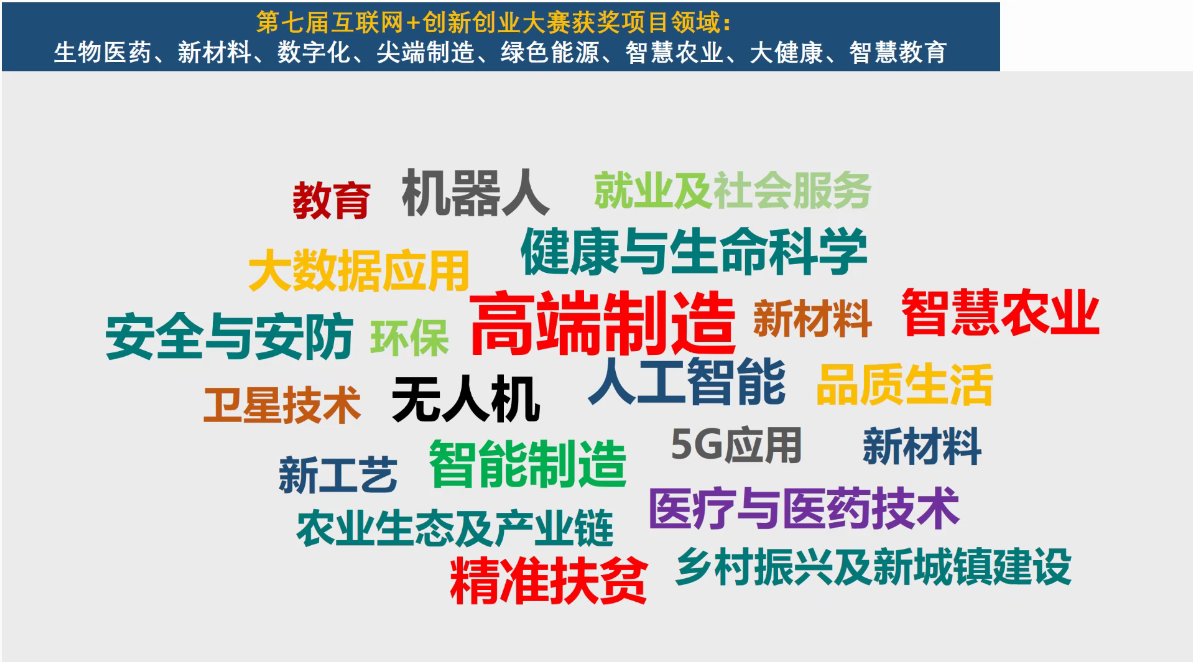 第七届互联网+创新创业大赛获奖项目领域：
生物医药、新材料、数字化、尖端制造、绿色能源、智慧农业、大健康、智慧教育
教育 机器人 就业及社会服务
大数据应用 健康与生命科学
安全与安防 环保 高端制造 新材料 智慧农业
卫星技术 无人机 人工智能 品质生活
新工艺 智能制造 5G应用 新材料
农业生态及产业链 医疗与医药技术
精准扶贫 乡村振兴及新城镇建设